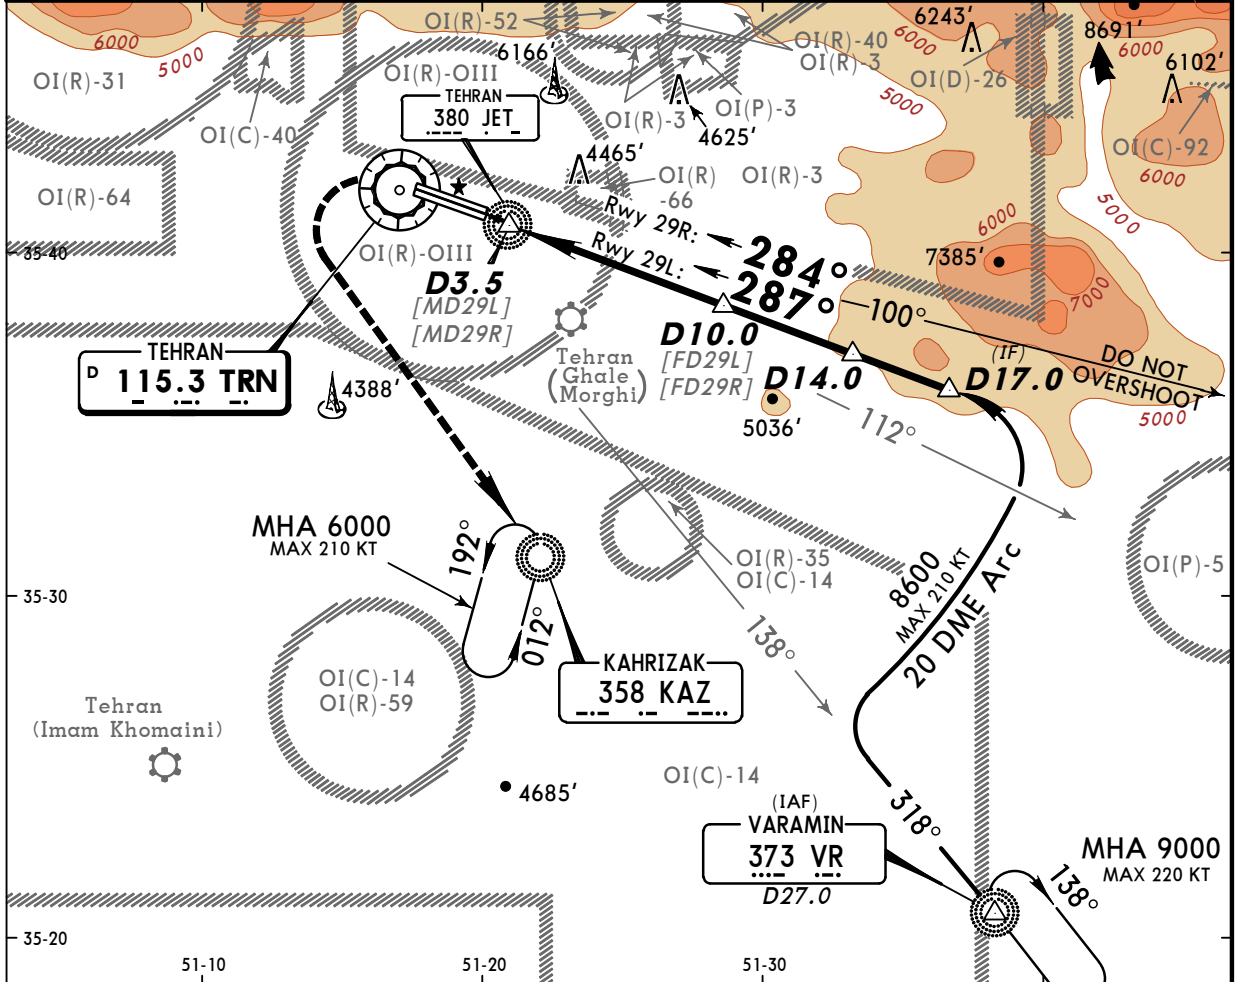 OI(R)-52
6243'
8691'
6000
5000
6166'
OI(R)-40
OI(R)-3
6000
6000
6102'
OI(R)-31
OI(R)-OIII
OI(D)-26
TEHRAN
380 JET
5000
OI(P)-3
OI(C)-40
OI(R)-3
4625'
OI(C)-92
4465'
OI(R)
-66
OI(R)-3
6000
OI(R)-64
5000
Rwy 29R:
284°
6000
35-40
OI(R)-OIII
Rwy 29L:
287°
7385'
D3.5
[MD29L]
[MD29R]
7000
100°
D10.0
[FD29L]
[FD29R]
TEHRAN
D 115.3 TRN
Tehran
(Ghale
Morghi)
(IF)
DO NOT
OVERSHOOT
D14.0
D17.0
4388'
5036'
112°
5000
MHA 6000
MAX 210 KT
192°
OI(R)-35
OI(C)-14
8600
MAX 210 KT
20 DME Arc
OI(P)-5
35-30
012°
138°
KAHRIZAK
358 KAZ
OI(C)-14
OI(R)-59
Tehran
(Imam Khomaini)
OI(C)-14
4685'
(IAF)
VARAMIN
373 VR
D27.0
318°
MHA 9000
MAX 220 KT
138°
35-20
51-10
51-20
51-30